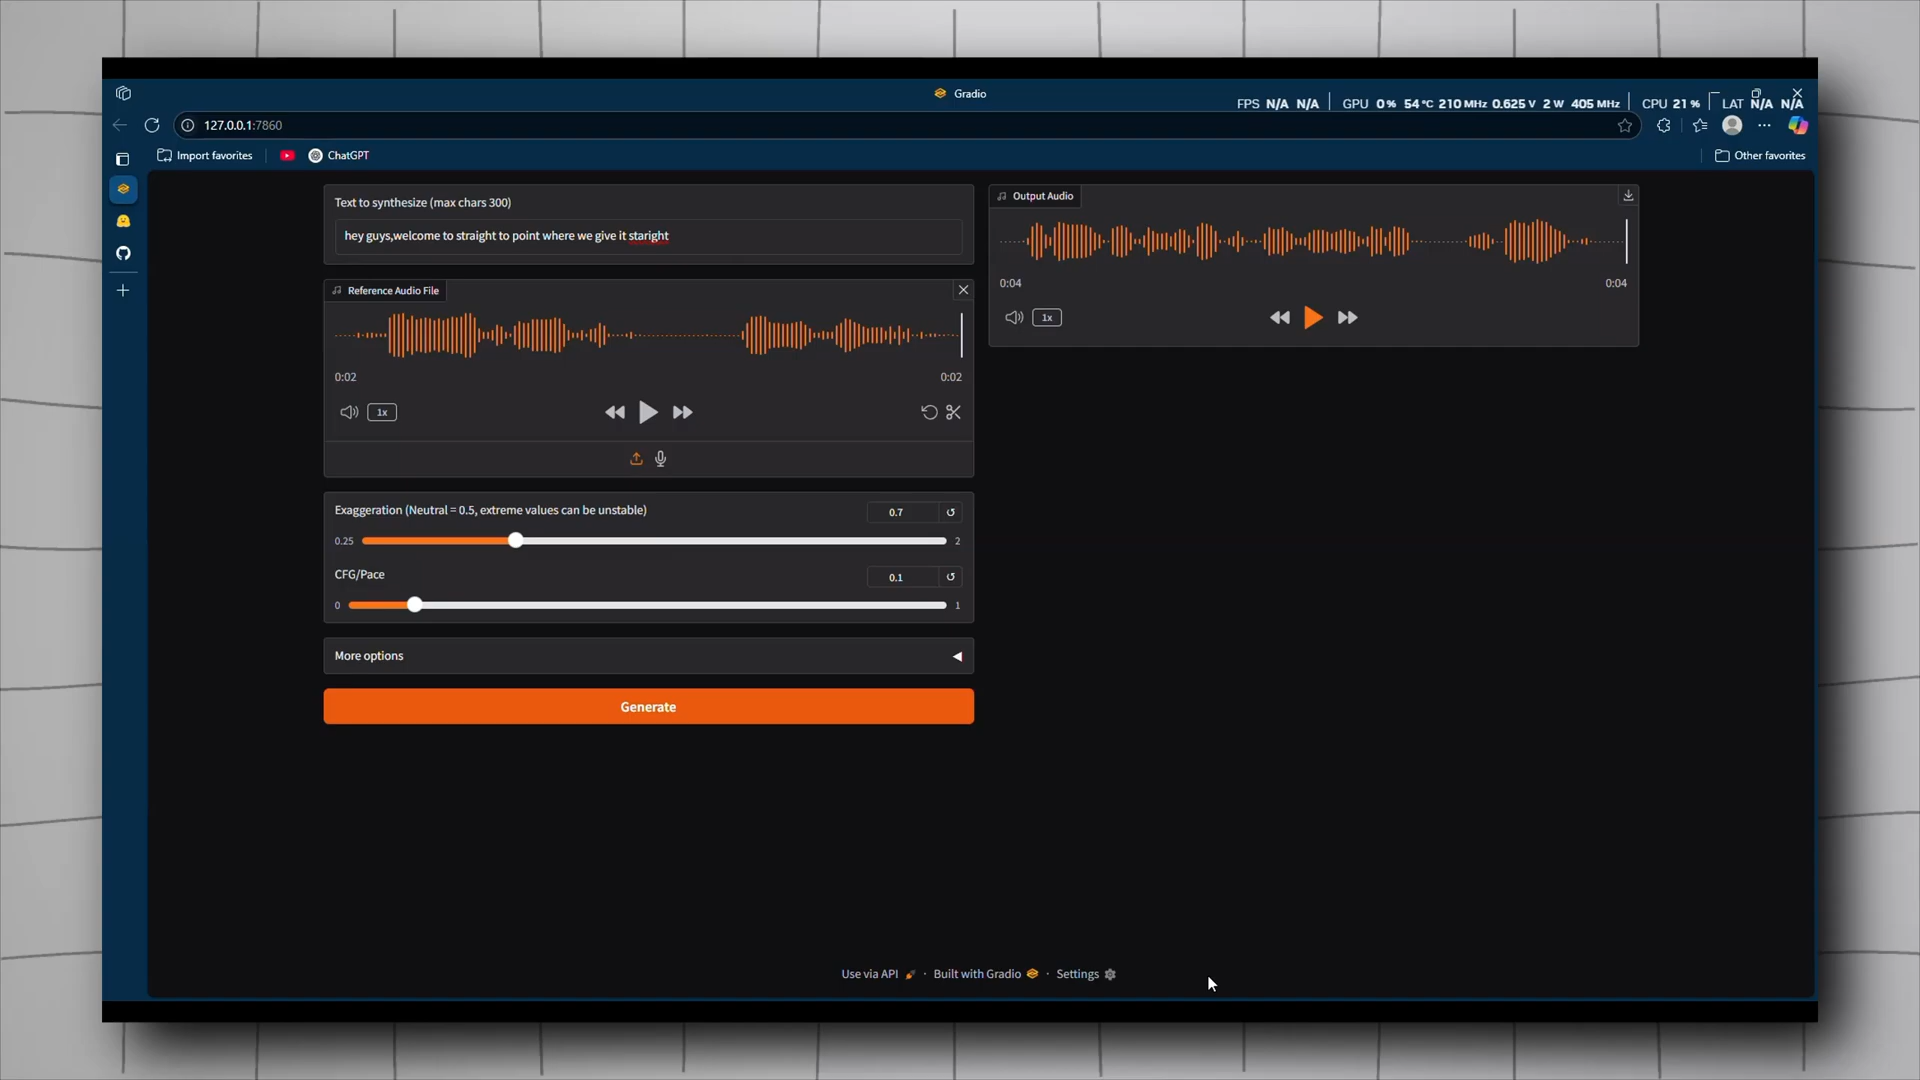 Gradio
FPS N/A N/A GPU 0% 54°C 210 MHz 0.625 V 2 W 405 MHz CPU 21% LAT N/A N/A
127.0.0.1:7860
Import favorites
ChatGPT
Other favorites
Text to synthesize (max chars 300)
hey guys,welcome to straight to point where we give it staright
Reference Audio File
0:02
0:02
1x
Exaggeration (Neutral = 0.5, extreme values can be unstable)
0.7
0.25
2
CFG/Pace
0.1
0
1
More options
Generate
Output Audio
0:04
0:04
1x
Use via API · Built with Gradio · Settings